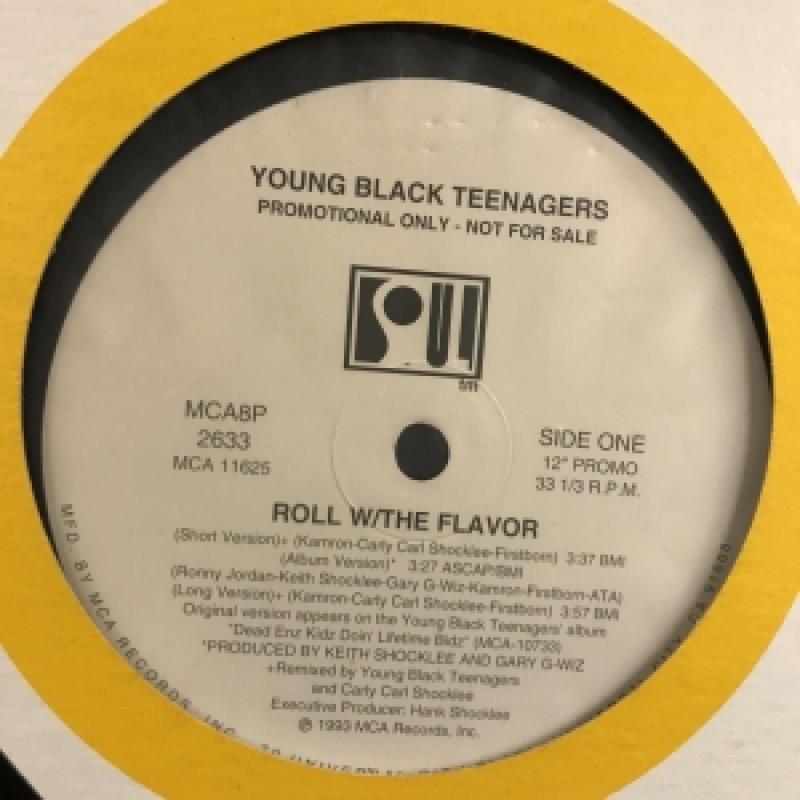 YOUNG BLACK TEENAGERS
PROMOTIONAL ONLY - NOT FOR SALE
SOUL
tm
MCA8P
2633
MCA 11625
SIDE ONE
12" PROMO
33 1/3 R.P.M.
ROLL W/THE FLAVOR
(Short Version)+ (Kamron-Carly Carl Shocklee-Firstborn) 3:37 BMI
(Album Version)* 3:27 ASCAP/BMI
(Ronny Jordan-Keith Shocklee-Gary G-Wiz-Kamron-Firstborn-ATA)
(Long Version)+ (Kamron-Carly Carl Shocklee-Firstborn) 3:57 BMI
Original version appears on the Young Black Teenagers' album
"Dead Enz Kidz Doin' Lifetime Bidz" (MCA-10733)
*PRODUCED BY KEITH SHOCKLEE AND GARY G-WIZ
+Remixed by Young Black Teenagers
and Carly Carl Shocklee
Executive Producer: Hank Shocklee
℗ 1993 MCA Records, Inc.
MFD. BY MCA RECORDS, INC.